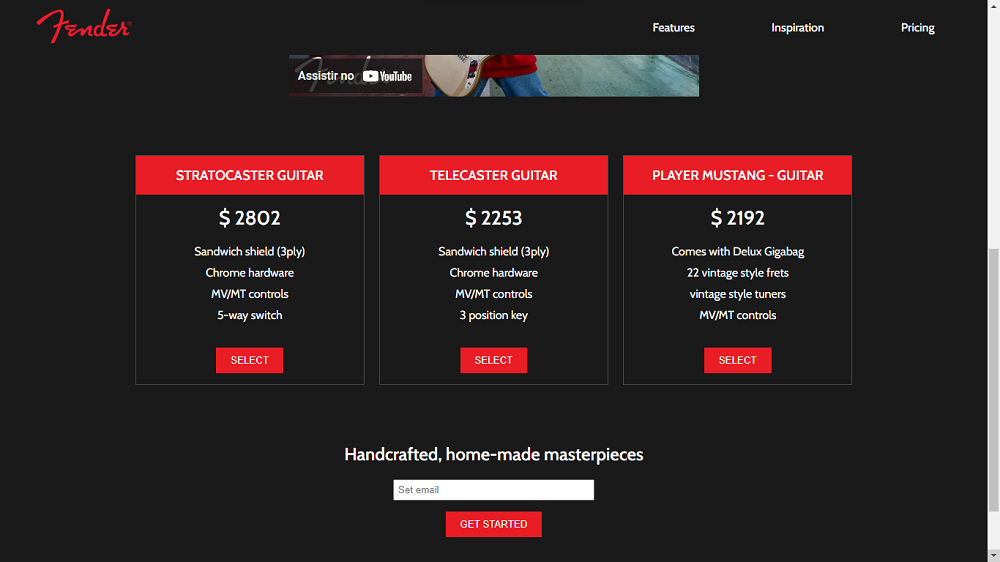 Fender
Features
Inspiration
Pricing
Assistir no YouTube
STRATOCASTER GUITAR
$ 2802
Sandwich shield (3ply)
Chrome hardware
MV/MT controls
5-way switch
SELECT
TELECASTER GUITAR
$ 2253
Sandwich shield (3ply)
Chrome hardware
MV/MT controls
3 position key
SELECT
PLAYER MUSTANG - GUITAR
$ 2192
Comes with Delux Gigabag
22 vintage style frets
vintage style tuners
MV/MT controls
SELECT
Handcrafted, home-made masterpieces
Set email
GET STARTED